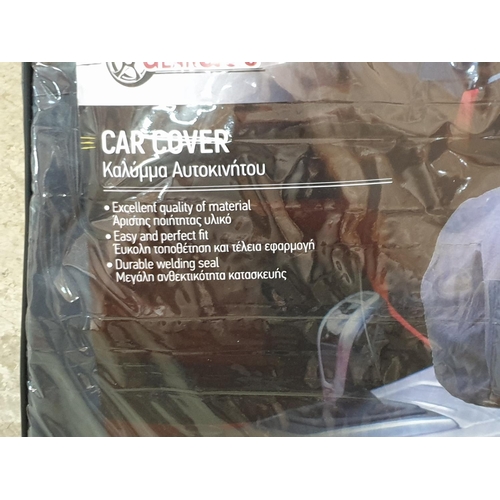 CAR COVER
Κάλυμμα Αυτοκινήτου
• Excellent quality of material
Άριστης ποιότητας υλικό
• Easy and perfect fit
Εύκολη τοποθέτηση και τέλεια εφαρμογή
• Durable welding seal
Μεγάλη ανθεκτικότητα κατασκευής